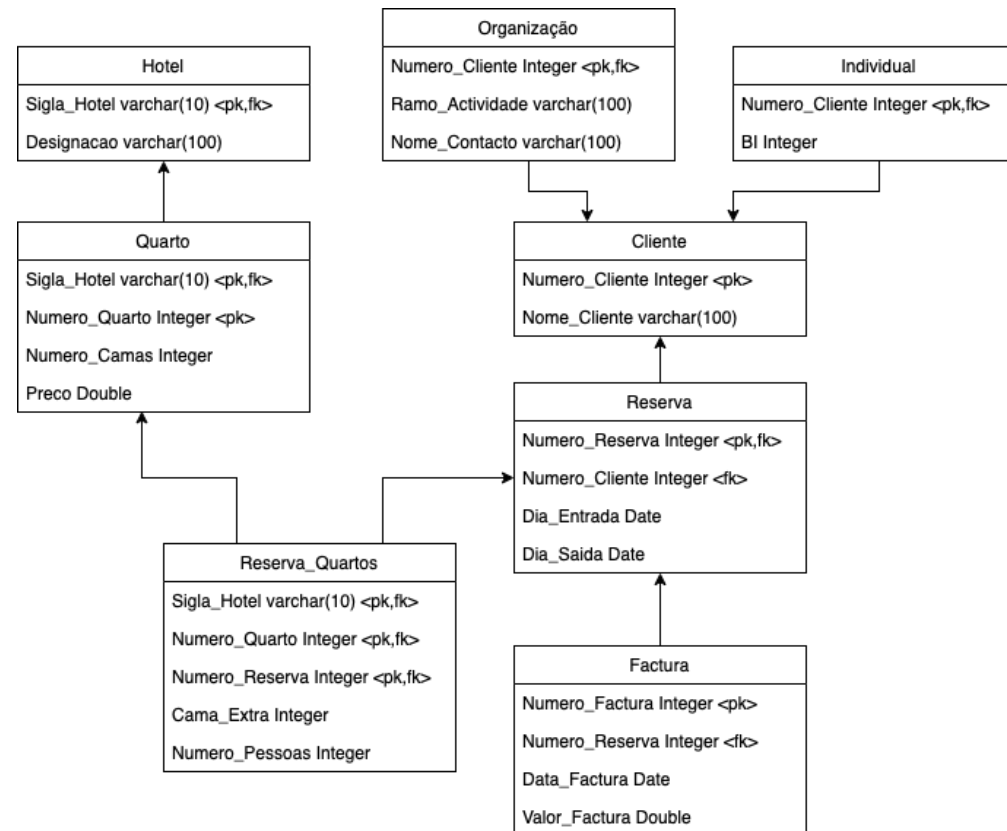 Hotel
Sigla_Hotel varchar(10) <pk,fk>
Designacao varchar(100)
Organização
Numero_Cliente Integer <pk,fk>
Ramo_Actividade varchar(100)
Nome_Contacto varchar(100)
Individual
Numero_Cliente Integer <pk,fk>
BI Integer
Quarto
Sigla_Hotel varchar(10) <pk,fk>
Numero_Quarto Integer <pk>
Numero_Camas Integer
Preco Double
Cliente
Numero_Cliente Integer <pk>
Nome_Cliente varchar(100)
Reserva
Numero_Reserva Integer <pk,fk>
Numero_Cliente Integer <fk>
Dia_Entrada Date
Dia_Saida Date
Reserva_Quartos
Sigla_Hotel varchar(10) <pk,fk>
Numero_Quarto Integer <pk,fk>
Numero_Reserva Integer <pk,fk>
Cama_Extra Integer
Numero_Pessoas Integer
Factura
Numero_Factura Integer <pk>
Numero_Reserva Integer <fk>
Data_Factura Date
Valor_Factura Double